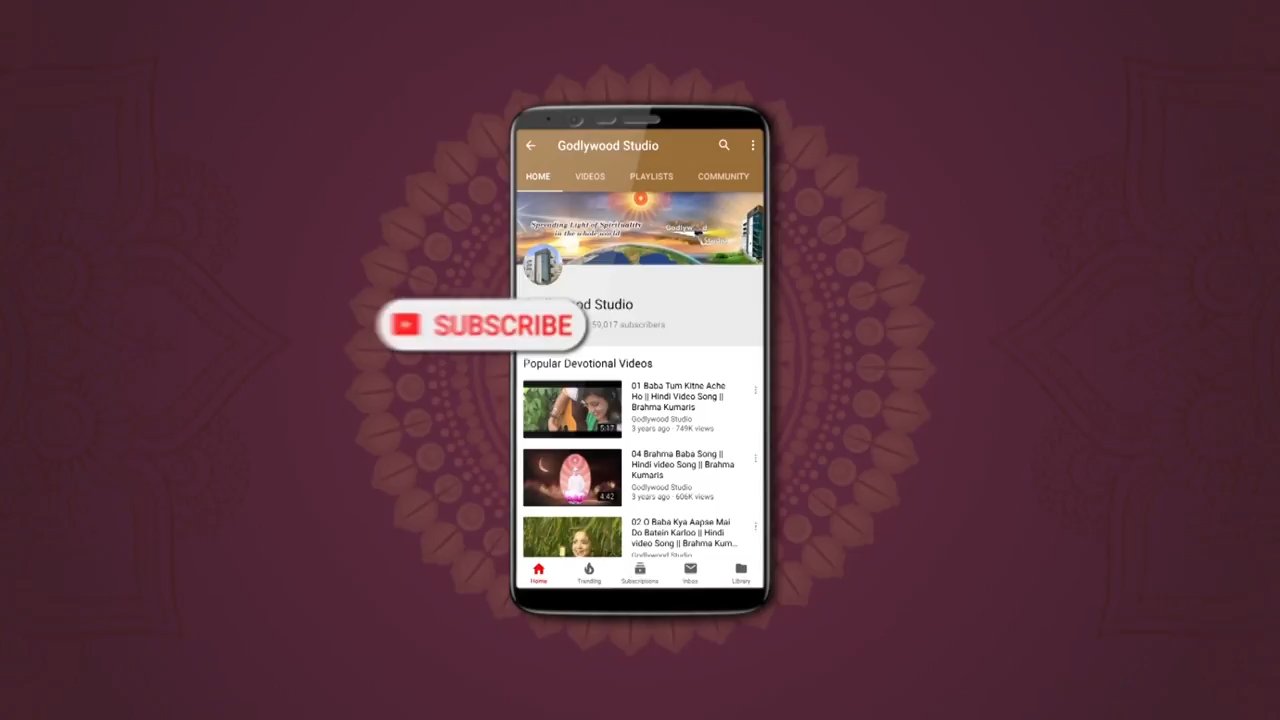 Godlywood Studio
HOME VIDEOS PLAYLISTS COMMUNITY
Spreading Light of Spirituality
in the whole world
Studio
SUBSCRIBE
59,017 subscribers
Popular Devotional Videos
01 Baba Tum Kitne Ache
Ho || Hindi Video Song ||
Brahma Kumaris
Godlywood Studio
3 years ago · 749K views
5:17
04 Brahma Baba Song ||
Hindi video Song || Brahma
Kumaris
Godlywood Studio
3 years ago · 606K views
4:42
02 O Baba Kya Aapse Mai
Do Batein Karloo || Hindi
video Song || Brahma Kum...
Godlywood Studio
Home Trending Subscriptions Inbox Library